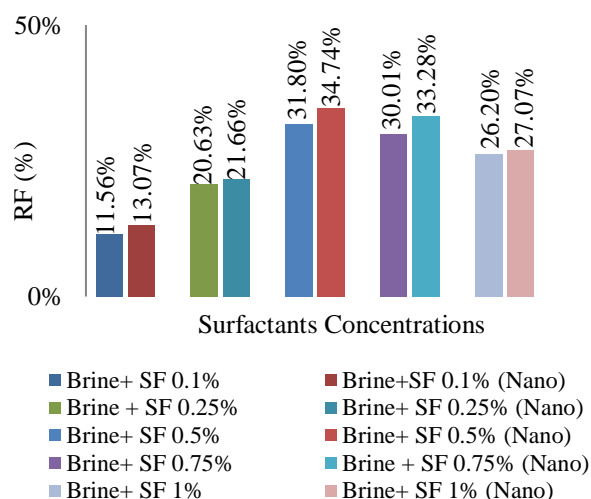 50%
0%
RF (%)
11.56%
13.07%
20.63%
21.66%
31.80%
34.74%
30.01%
33.28%
26.20%
27.07%
Surfactants Concentrations
Brine+ SF 0.1%
Brine+SF 0.1% (Nano)
Brine + SF 0.25%
Brine+ SF 0.25% (Nano)
Brine+ SF 0.5%
Brine+ SF 0.5% (Nano)
Brine+ SF 0.75%
Brine + SF 0.75% (Nano)
Brine+ SF 1%
Brine+ SF 1% (Nano)